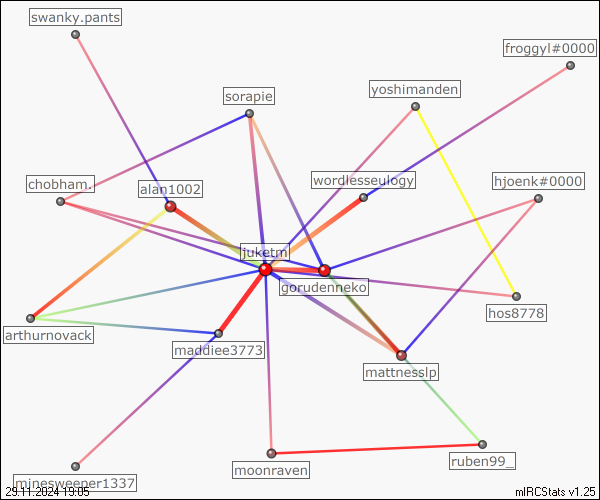 swanky.pants
froggyl#0000
yoshimanden
sorapie
wordlesseulogy
hjoenk#0000
chobham.
alan1002
juketm
gorudenneko
hos8778
arthurnovack
maddiee3773
mattnesslp
ruben99_
moonraven
minesweeper1337
29.11.2024 19:05
mIRCStats v1.25